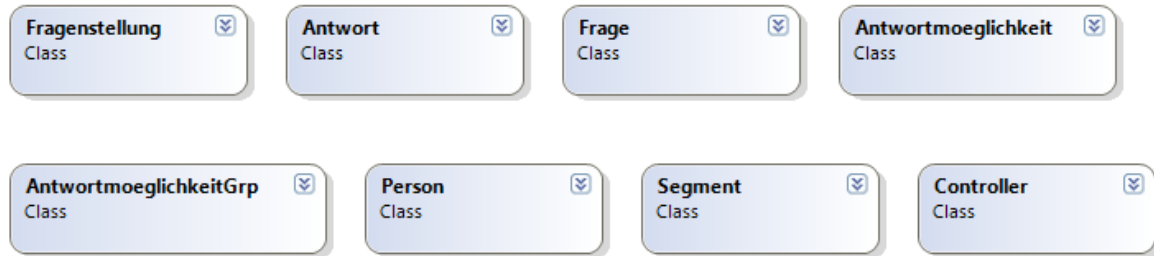 Fragenstellung
Class
Antwort
Class
Frage
Class
Antwortmoeglichkeit
Class
AntwortmoeglichkeitGrp
Class
Person
Class
Segment
Class
Controller
Class